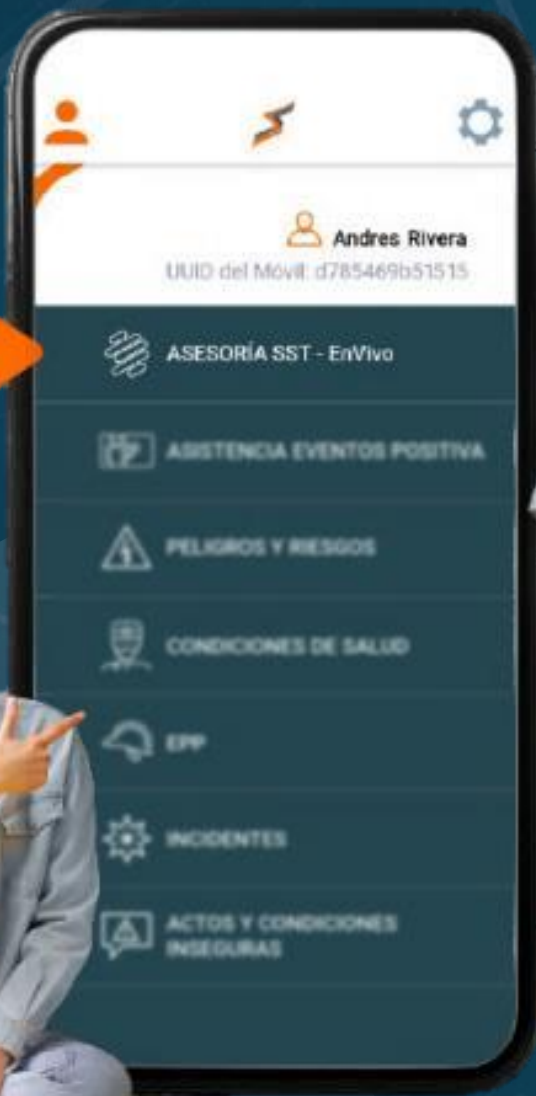 Andres Rivera
UUID del Móvil: d785469b51515
ASESORÍA SST - EnVivo
ASISTENCIA EVENTOS POSITIVA
PELIGROS Y RIESGOS
CONDICIONES DE SALUD
EPP
INCIDENTES
ACTOS Y CONDICIONES
INSEGURAS